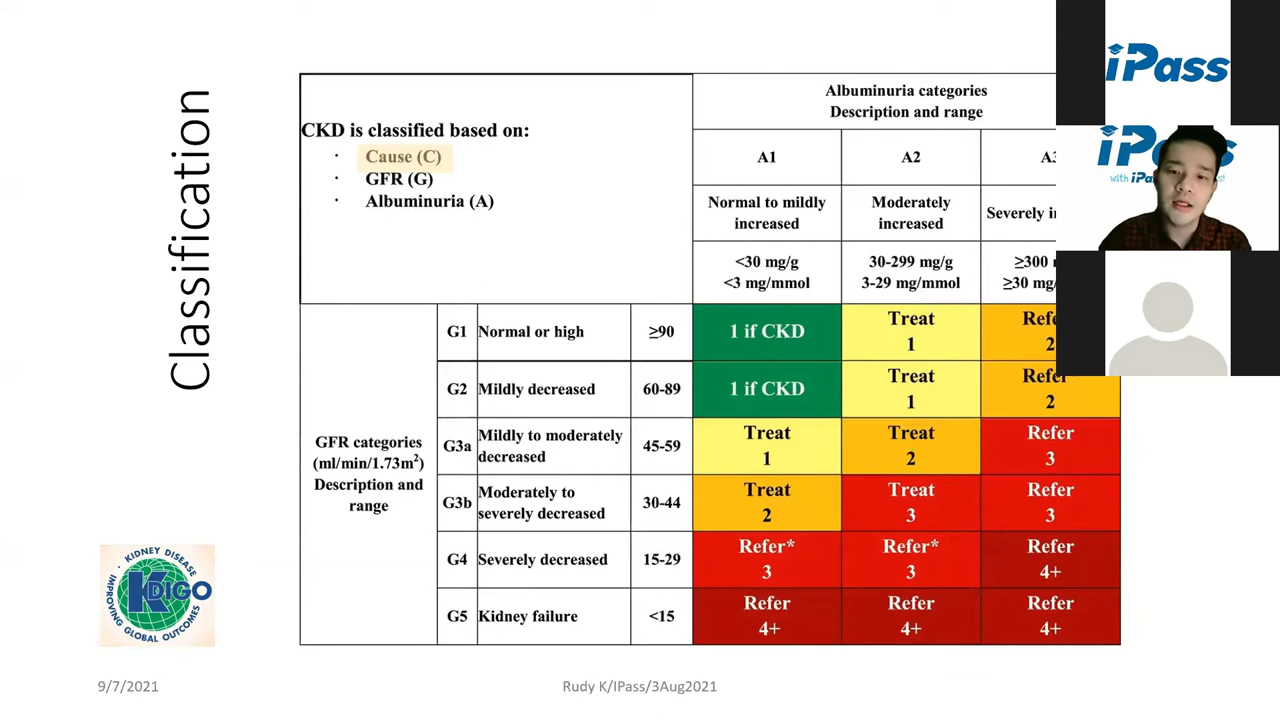 Classification
CKD is classified based on:
· Cause (C)
· GFR (G)
· Albuminuria (A)
Albuminuria categories
Description and range
A1
A2
A3
Normal to mildly
increased
Moderately
increased
Severely
<30 mg/g
<3 mg/mmol
30-299 mg/g
3-29 mg/mmol
≥300
≥30 mg/
GFR categories
(ml/min/1.73m²)
Description and
range
G1 Normal or high ≥90
1 if CKD
Treat
1
Refer
2
G2 Mildly decreased 60-89
1 if CKD
Treat
1
Refer
2
G3a Mildly to moderately
decreased
45-59
Treat
1
Treat
2
Refer
3
G3b Moderately to
severely decreased
30-44
Treat
2
Treat
3
Refer
3
G4 Severely decreased 15-29
Refer*
3
Refer*
3
Refer
4+
G5 Kidney failure <15
Refer
4+
Refer
4+
Refer
4+
iPass
with iPa
KIDNEY DISEASE
KDIGO
IMPROVING GLOBAL OUTCOMES
9/7/2021
Rudy K/IPass/3Aug2021